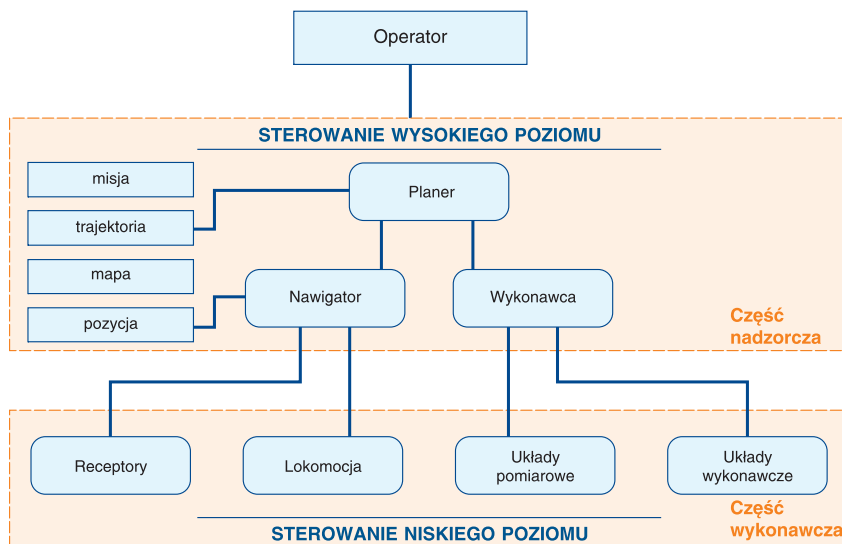 Operator
STEROWANIE WYSOKIEGO POZIOMU
misja
Planer
trajektoria
mapa
Nawigator
Wykonawca
pozycja
Część
nadzorcza
Receptory
Lokomocja
Układy
pomiarowe
Układy
wykonawcze
Część
wykonawcza
STEROWANIE NISKIEGO POZIOMU